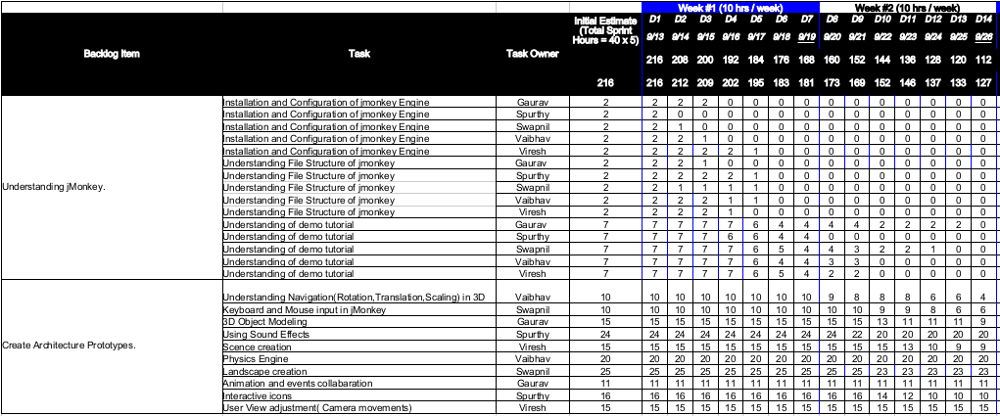 Week #1 (10 hrs / week) Week #2 (10 hrs / week)
Backlog Item Task Task Owner Initial Estimate (Total Sprint Hours = 40 x 5) D1 D2 D3 D4 D5 D6 D7 D8 D9 D10 D11 D12 D13 D14
9/13 9/14 9/15 9/16 9/17 9/18 9/19 9/20 9/21 9/22 9/23 9/24 9/25 9/26
216 208 200 192 184 176 168 160 152 144 136 128 120 112
216 216 212 209 202 195 183 181 173 169 152 146 137 133 127
Understanding jMonkey.
Installation and Configuration of jmonkey Engine Gaurav 2 2 2 2 0 0 0 0 0 0 0 0 0 0 0
Installation and Configuration of jmonkey Engine Spurthy 2 2 0 0 0 0 0 0 0 0 0 0 0 0 0
Installation and Configuration of jmonkey Engine Swapnil 2 2 1 0 0 0 0 0 0 0 0 0 0 0 0
Installation and Configuration of jmonkey Engine Vaibhav 2 2 2 1 0 0 0 0 0 0 0 0 0 0 0
Installation and Configuration of jmonkey Engine Viresh 2 2 2 2 2 1 0 0 0 0 0 0 0 0 0
Understanding File Structure of jmonkey Gaurav 2 2 2 1 0 0 0 0 0 0 0 0 0 0 0
Understanding File Structure of jmonkey Spurthy 2 2 2 2 2 1 0 0 0 0 0 0 0 0 0
Understanding File Structure of jmonkey Swapnil 2 2 1 1 1 1 0 0 0 0 0 0 0 0 0
Understanding File Structure of jmonkey Vaibhav 2 2 2 2 1 1 0 0 0 0 0 0 0 0 0
Understanding File Structure of jmonkey Viresh 2 2 2 2 1 0 0 0 0 0 0 0 0 0 0
Understanding of demo tutorial Gaurav 7 7 7 7 7 6 4 4 4 4 2 2 2 2 0
Understanding of demo tutorial Spurthy 7 7 7 7 6 6 4 4 0 0 0 0 0 0 0
Understanding of demo tutorial Swapnil 7 7 7 7 7 6 5 4 4 3 2 2 1 0 0
Understanding of demo tutorial Vaibhav 7 7 7 7 7 6 4 4 3 3 0 0 0 0 0
Understanding of demo tutorial Viresh 7 7 7 7 7 6 5 4 2 2 0 0 0 0 0
Create Architecture Prototypes.
Understanding Navigation(Rotation,Translation,Scaling) in 3D Vaibhav 10 10 10 10 10 10 10 10 9 8 8 8 6 6 4
Keyboard and Mouse input in jMonkey Swapnil 10 10 10 10 10 10 10 10 10 10 9 9 8 6 6
3D Object Modeling Gaurav 15 15 15 15 15 15 15 15 15 15 13 11 11 11 9
Using Sound Effects Spurthy 24 24 24 24 24 24 24 24 24 22 20 20 20 20 20
Scence creation Viresh 15 15 15 15 15 15 15 15 15 15 15 13 10 9 9
Physics Engine Vaibhav 20 20 20 20 20 20 20 20 20 20 20 20 20 20 20
Landscape creation Swapnil 25 25 25 25 25 25 25 25 25 25 23 23 23 23 23
Animation and events collabaration Gaurav 11 11 11 11 11 11 11 11 11 11 11 11 11 11 11
Interactive icons Spurthy 16 16 16 16 16 16 16 16 16 16 14 12 10 10 10
User View adjustment( Camera movements) Viresh 15 15 15 15 15 15 15 15 15 15 15 15 15 15 15